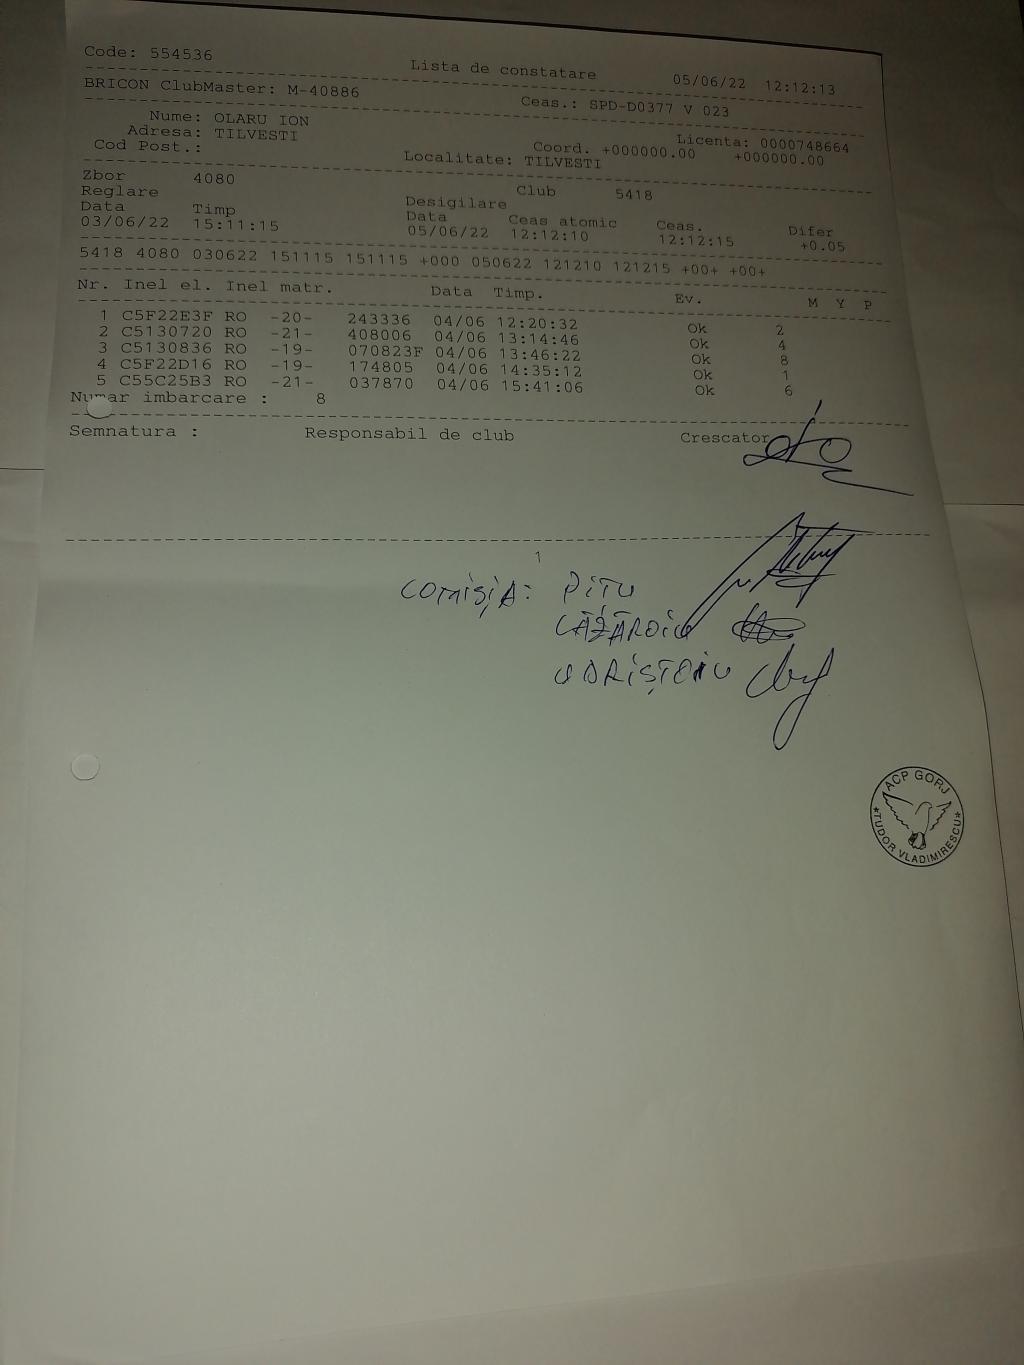 Code: 554536 Lista de constatare 05/06/22 12:12:13
BRICON ClubMaster: M-40886 Ceas.: SPD-D0377 V 023
Nume: OLARU ION Licenta: 0000748664
Adresa: TILVESTI Coord. +000000.00 +000000.00
Cod Post.: Localitate: TILVESTI
Zbor 4080 Club 5418
Reglare Desigilare
Data Timp Data Ceas atomic Ceas. Difer
03/06/22 15:11:15 05/06/22 12:12:10 12:12:15 +0.05
5418 4080 030622 151115 151115 +000 050622 121210 121215 +00+ +00+
Nr. Inel el. Inel matr. Data Timp. Ev. M Y P
1 C5F22E3F RO -20- 243336 04/06 12:20:32 Ok 2
2 C5130720 RO -21- 408006 04/06 13:14:46 Ok 4
3 C5130836 RO -19- 070823F 04/06 13:46:22 Ok 8
4 C5F22D16 RO -19- 174805 04/06 14:35:12 Ok 1
5 C55C25B3 RO -21- 037870 04/06 15:41:06 Ok 6
Numar imbarcare : 8
Semnatura : Responsabil de club Crescator
1
Comisia: PiTU
LĂZĂROIU
UDRIȘTOIU
ACP GORJ
*TUDOR VLADIMIRESCU*